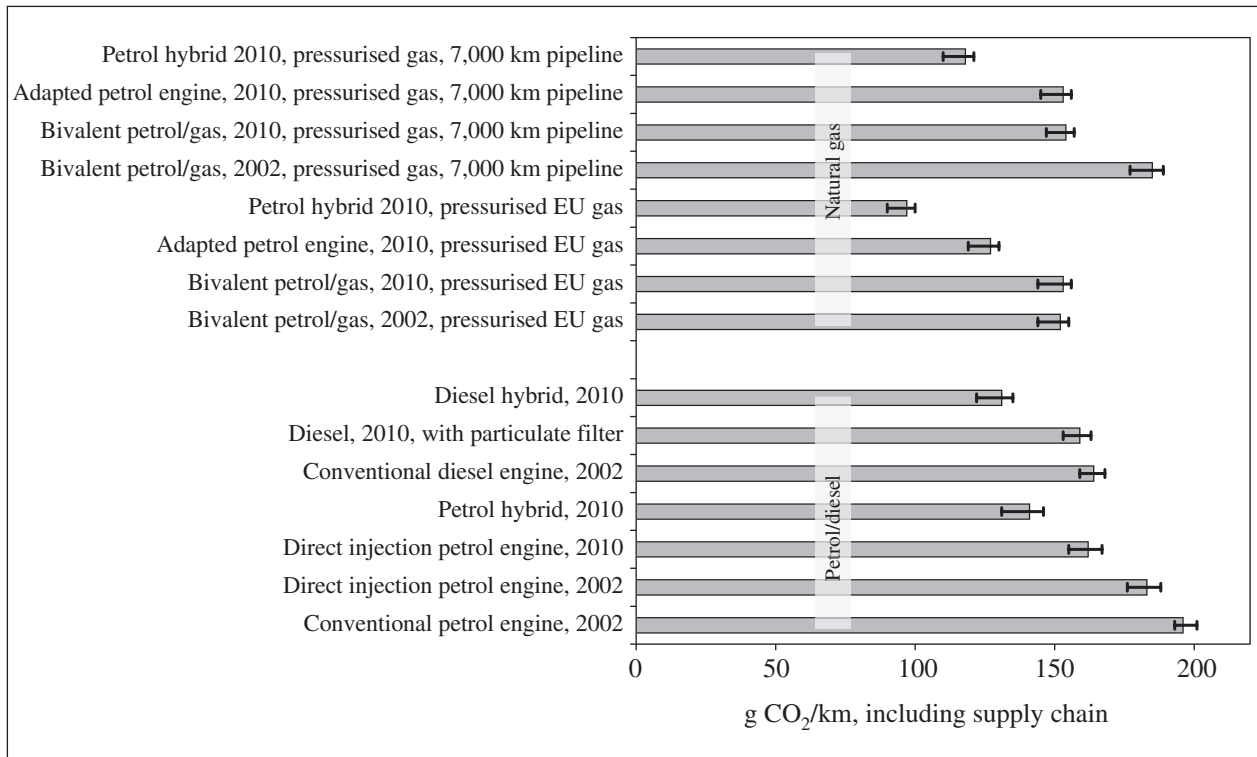 Petrol hybrid 2010, pressurised gas, 7,000 km pipeline
Adapted petrol engine, 2010, pressurised gas, 7,000 km pipeline
Bivalent petrol/gas, 2010, pressurised gas, 7,000 km pipeline
Bivalent petrol/gas, 2002, pressurised gas, 7,000 km pipeline
Petrol hybrid 2010, pressurised EU gas
Adapted petrol engine, 2010, pressurised EU gas
Bivalent petrol/gas, 2010, pressurised EU gas
Bivalent petrol/gas, 2002, pressurised EU gas
Natural gas
Diesel hybrid, 2010
Diesel, 2010, with particulate filter
Conventional diesel engine, 2002
Petrol hybrid, 2010
Direct injection petrol engine, 2010
Direct injection petrol engine, 2002
Conventional petrol engine, 2002
Petrol/diesel
0 50 100 150 200
g CO₂/km, including supply chain